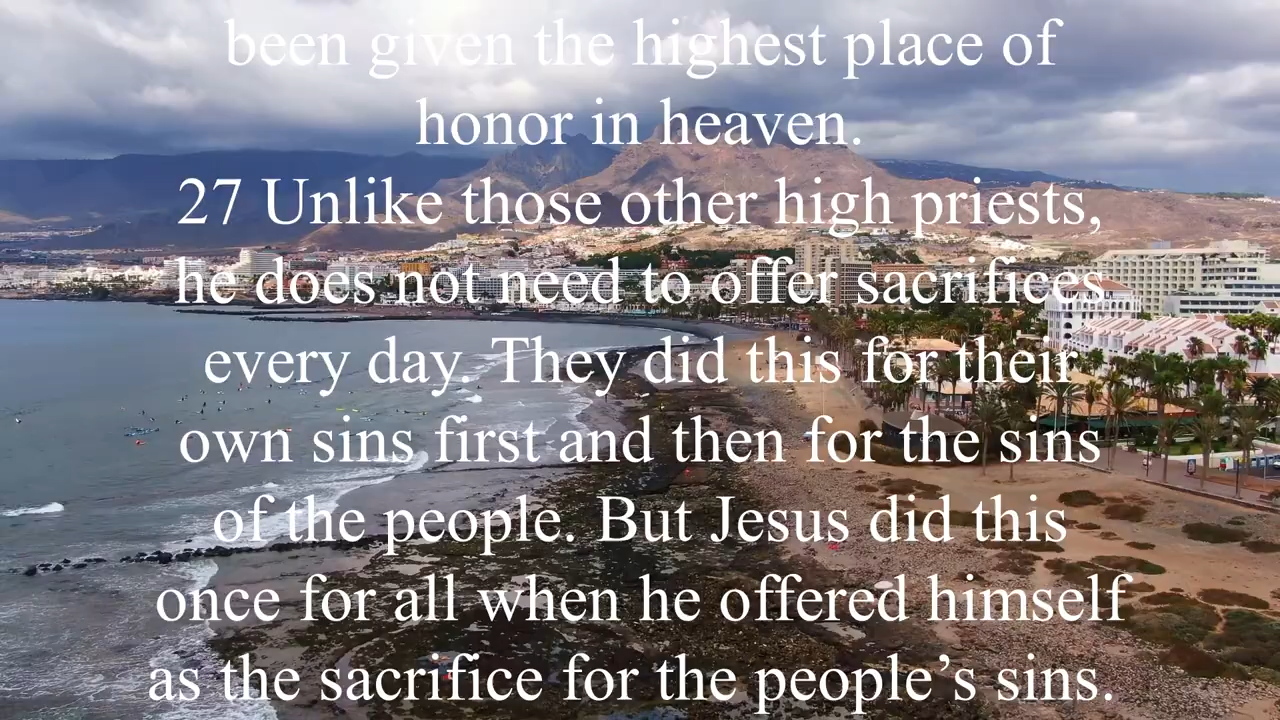 been given the highest place of
honor in heaven.
27 Unlike those other high priests,
he does not need to offer sacrifices
every day. They did this for their
own sins first and then for the sins
of the people. But Jesus did this
once for all when he offered himself
as the sacrifice for the people’s sins.